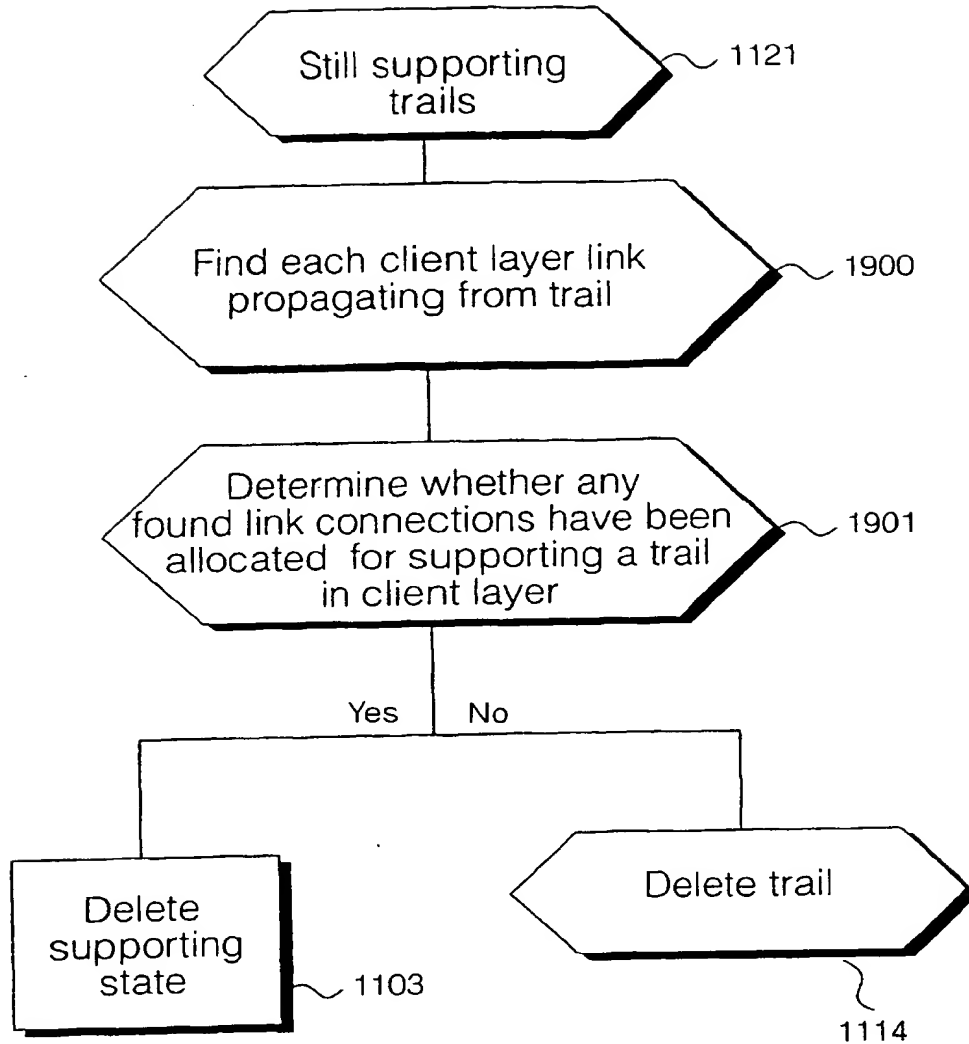 Still supporting
trails
1121
Find each client layer link
propagating from trail
1900
Determine whether any
found link connections have been
allocated for supporting a trail
in client layer
1901
Yes No
Delete
supporting
state
1103
Delete trail
1114